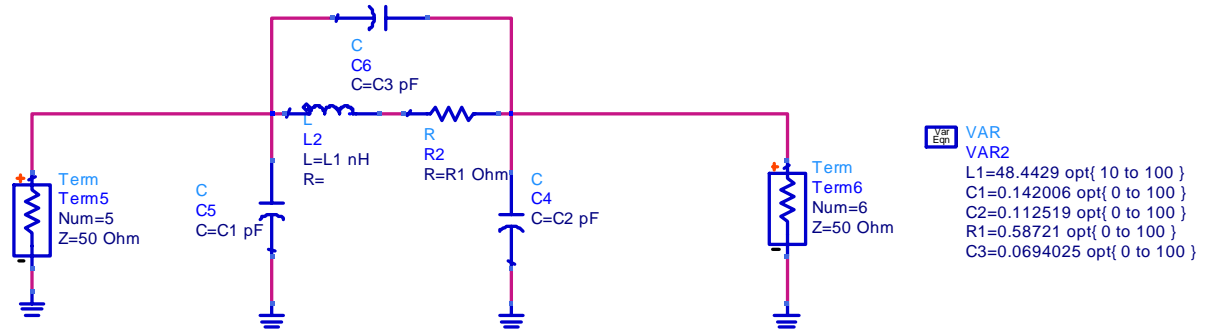 C
C6
C=C3 pF
L
L2
L=L1 nH
R=
R
R2
R=R1 Ohm
C
C5
C=C1 pF
C
C4
C=C2 pF
+
Term
Term5
Num=5
Z=50 Ohm
-
+
Term
Term6
Num=6
Z=50 Ohm
-
Var
Eqn
VAR
VAR2
L1=48.4429 opt{ 10 to 100 }
C1=0.142006 opt{ 0 to 100 }
C2=0.112519 opt{ 0 to 100 }
R1=0.58721 opt{ 0 to 100 }
C3=0.0694025 opt{ 0 to 100 }